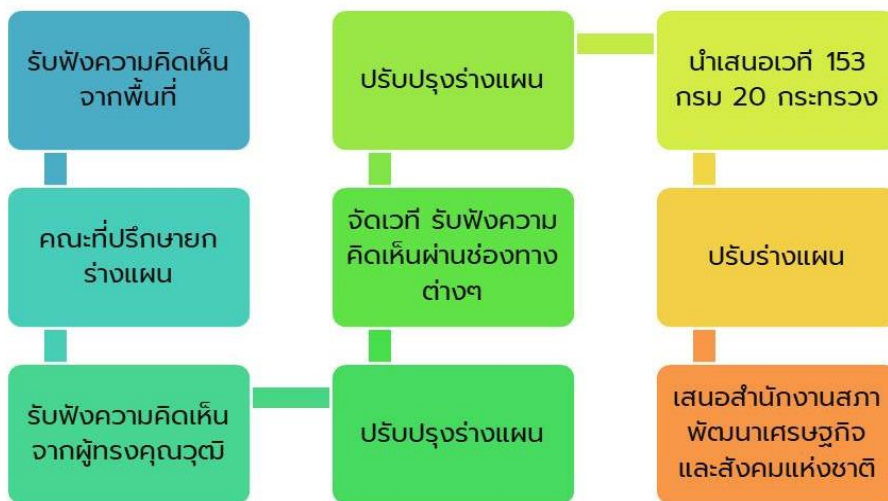 รับฟังความคิดเห็น
จากพื้นที่
คณะที่ปรึกษายก
ร่างแผน
รับฟังความคิดเห็น
จากผู้ทรงคุณวุฒิ
ปรับปรุงร่างแผน
จัดเวที รับฟังความ
คิดเห็นผ่านช่องทาง
ต่างๆ
ปรับปรุงร่างแผน
นำเสนอเวที 153
กรม 20 กระทรวง
ปรับร่างแผน
เสนอสำนักงานสภา
พัฒนาเศรษฐกิจ
และสังคมแห่งชาติ